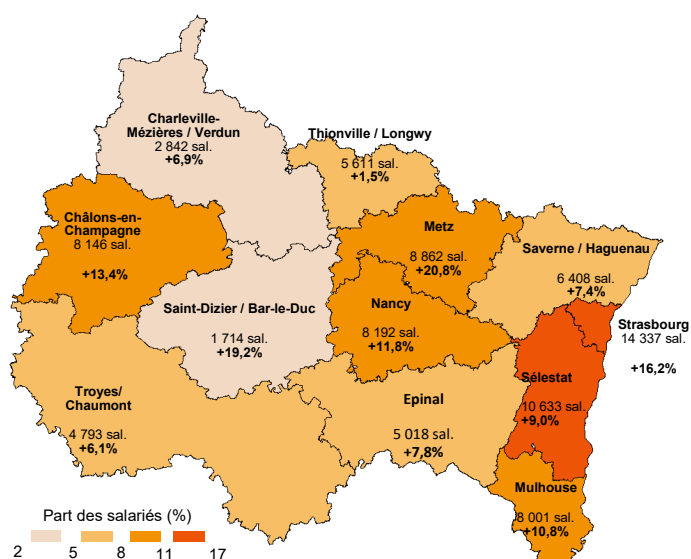 Charleville-
Mézières / Verdun
2 842 sal.
+6,9%
Thionville / Longwy
5 611 sal.
+1,5%
Châlons-en-
Champagne
8 146 sal.
+13,4%
Metz
8 862 sal.
+20,8%
Saverne / Haguenau
6 408 sal.
+7,4%
Saint-Dizier / Bar-le-Duc
1 714 sal.
+19,2%
Nancy
8 192 sal.
+11,8%
Strasbourg
14 337 sal.
+16,2%
Sélestat
10 633 sal.
+9,0%
Troyes/
Chaumont
4 793 sal.
+6,1%
Epinal
5 018 sal.
+7,8%
Mulhouse
8 001 sal.
+10,8%
Part des salariés (%)
2 5 8 11 17